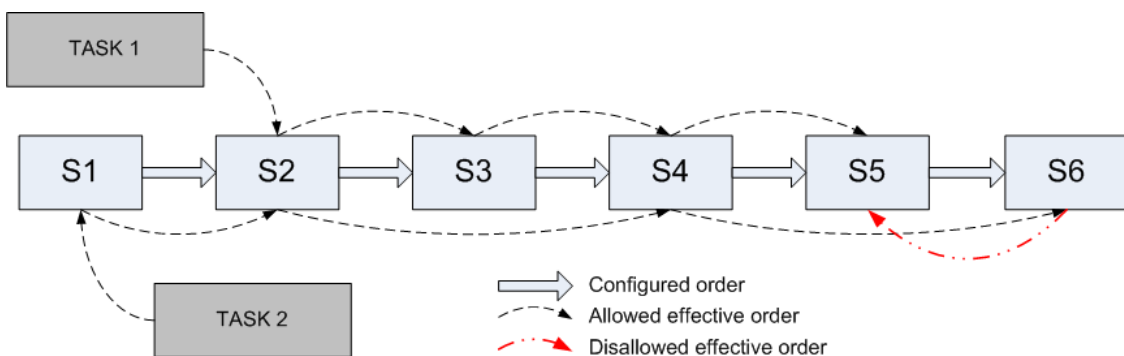 TASK 1
S1
S2
S3
S4
S5
S6
TASK 2
Configured order
Allowed effective order
Disallowed effective order